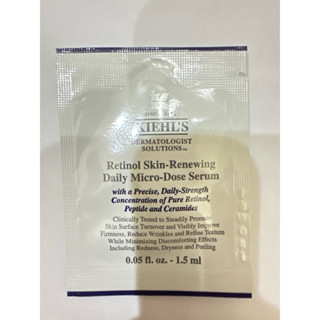 KIEHL'S
DERMATOLOGIST
SOLUTIONS™
Retinol Skin-Renewing
Daily Micro-Dose Serum
with a Precise, Daily-Strength
Concentration of Pure Retinol,
Peptide and Ceramides
Clinically Tested to Steadily Promote
Skin Surface Turnover and Visibly Improve
Firmness, Reduce Wrinkles and Refine Texture
While Minimizing Discomforting Effects
Including Redness, Dryness and Peeling
0.05 fl. oz. - 1.5 ml